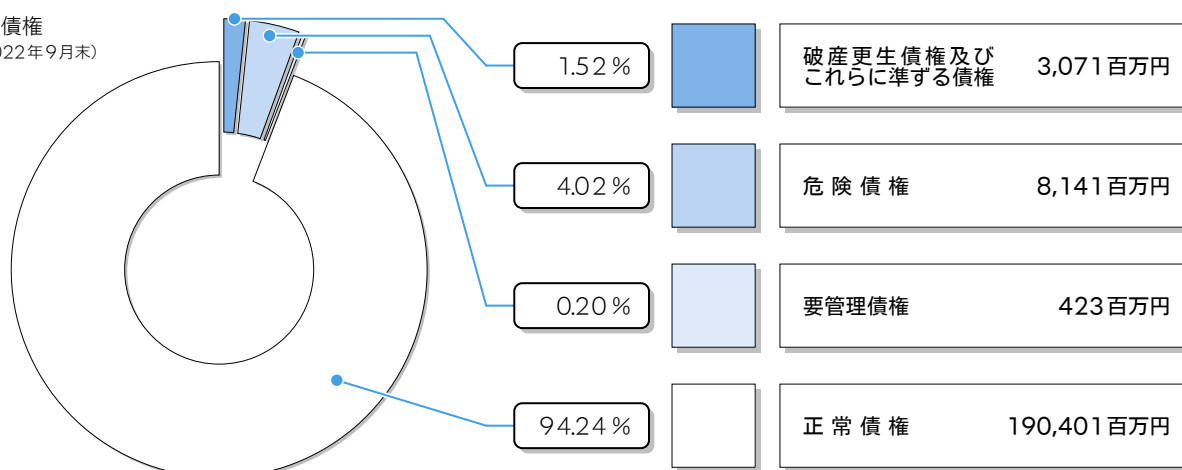 債権
022年9月末）
1.52%
破産更生債権及び
これらに準ずる債権
3,071百万円
4.02%
危険債権
8,141百万円
0.20%
要管理債権
423百万円
94.24%
正常債権
190,401百万円